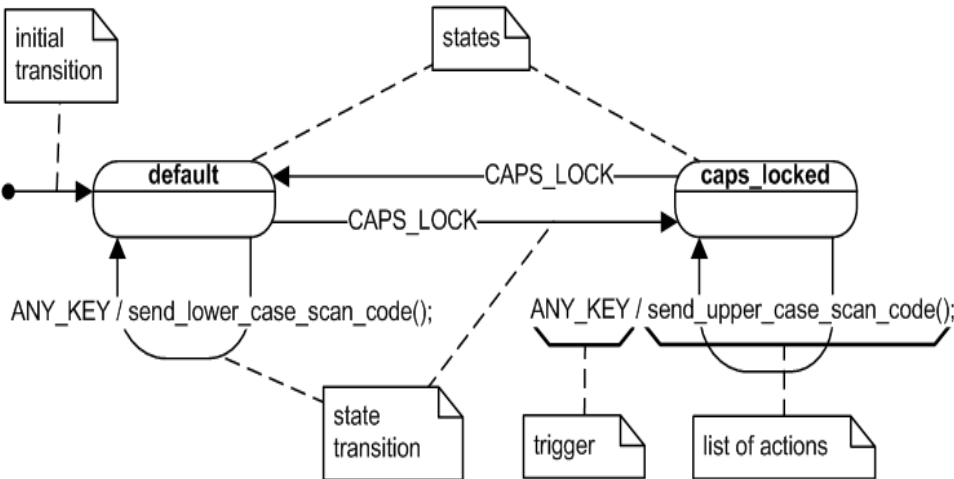 initial
transition
states
default
CAPS_LOCK
caps_locked
CAPS_LOCK
ANY_KEY / send_lower_case_scan_code();
ANY_KEY / send_upper_case_scan_code();
state
transition
trigger
list of actions